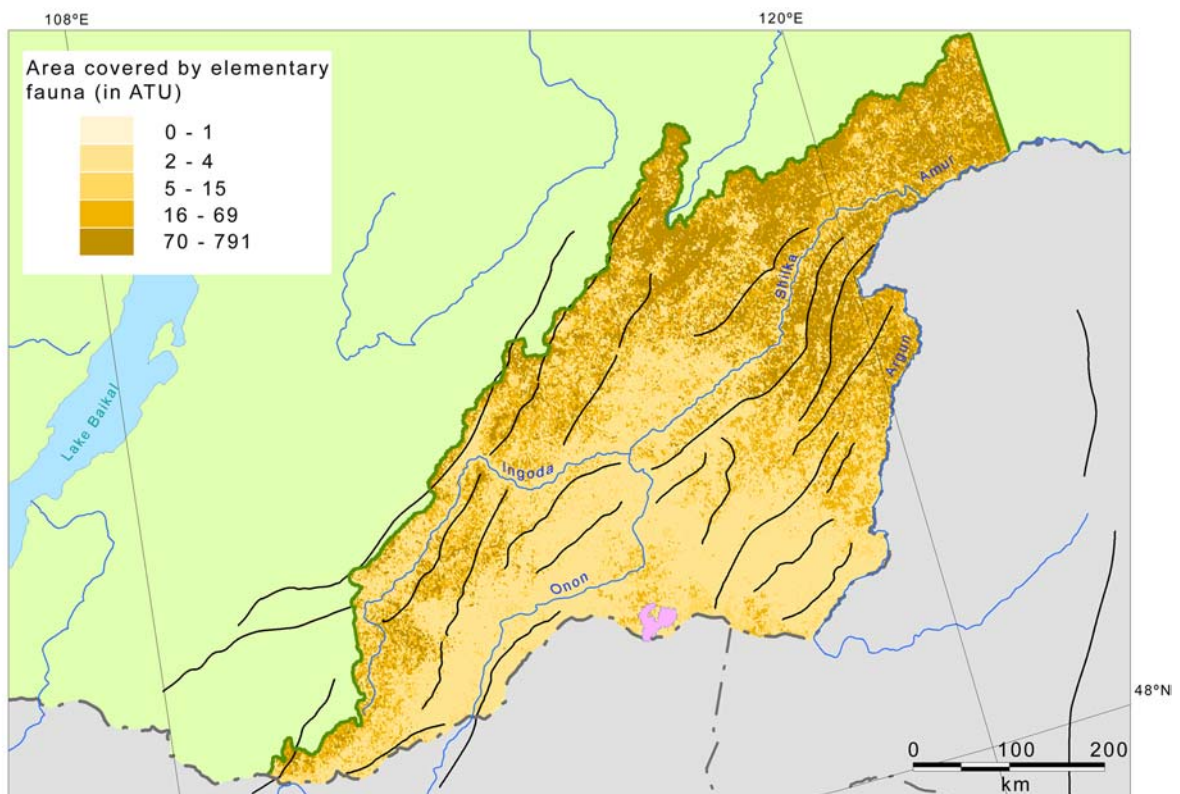 108ºE
120ºE
Area covered by elementary
fauna (in ATU)
0 - 1
2 - 4
5 - 15
16 - 69
70 - 791
Amur
Shilka
Argun
Lake Baikal
Ingoda
Onon
48ºN
0 100 200
km